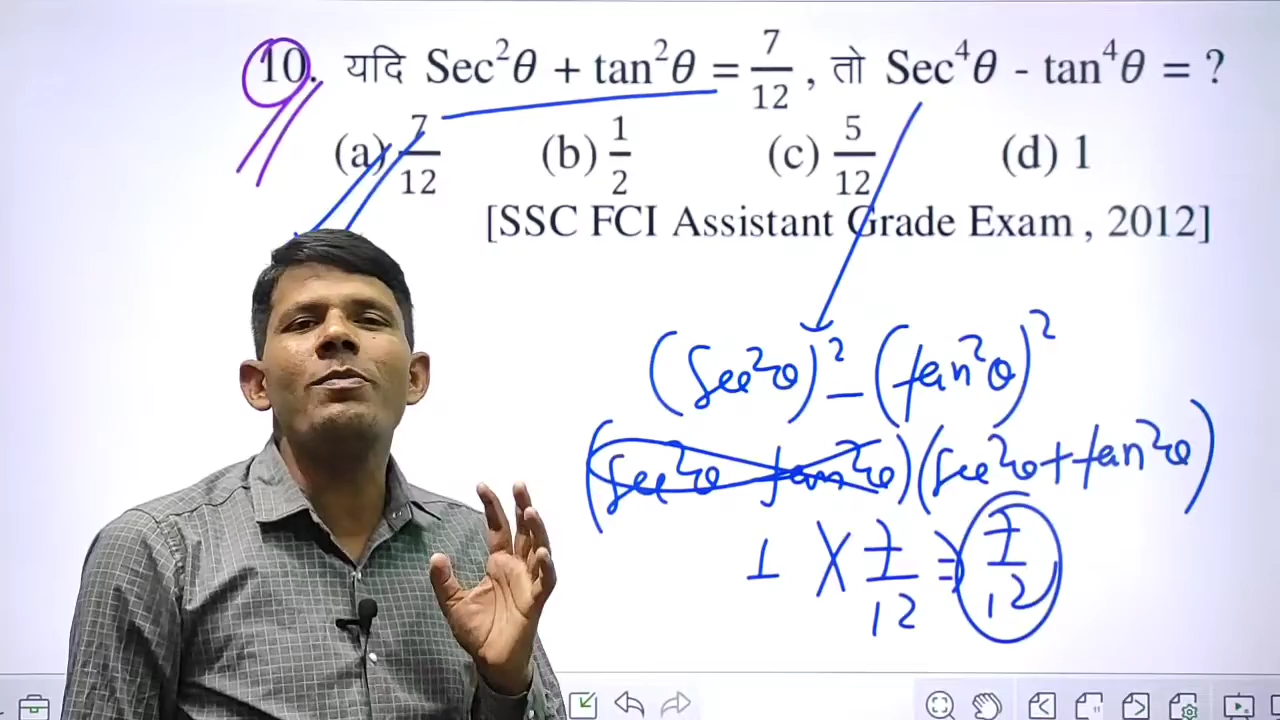 10. यदि Sec²θ + tan²θ = 7/12 , तो Sec⁴θ - tan⁴θ = ?
(a) 7/12 (b) 1/2 (c) 5/12 (d) 1
[SSC FCI Assistant Grade Exam , 2012]
(sec²θ)² - (tan²θ)²
(sec²θ - tan²θ)(sec²θ + tan²θ)
1 × 7/12 = 7/12